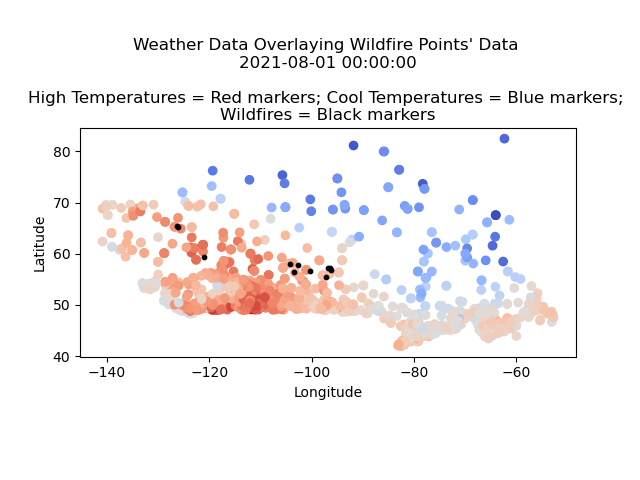 Weather Data Overlaying Wildfire Points' Data
2021-08-01 00:00:00
High Temperatures = Red markers; Cool Temperatures = Blue markers;
Wildfires = Black markers
80
70
60
50
40
Latitude
−140 −120 −100 −80 −60
Longitude